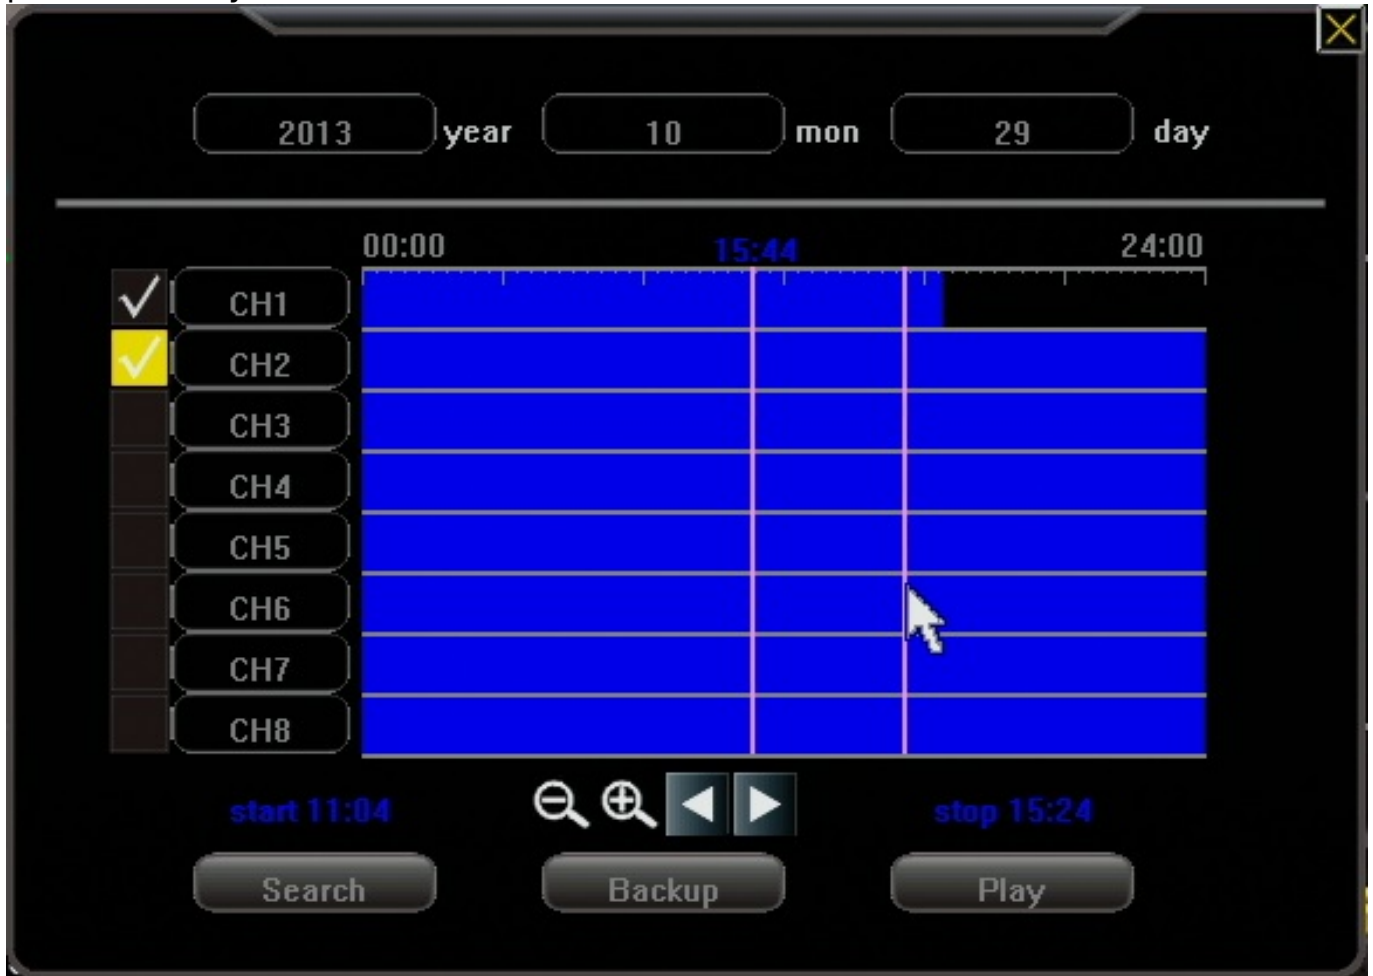 2013 year 10 mon 29 day
00:00 15:44 24:00
CH1
CH2
CH3
CH4
CH5
CH6
CH7
CH8
start 11:04 stop 15:24
Search Backup Play